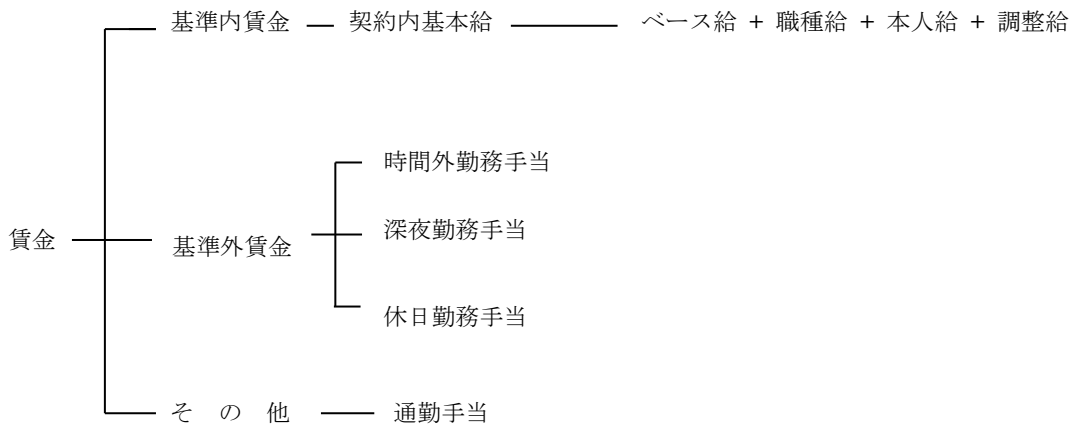 基準内賃金 契約内基本給 ベース給 + 職種給 + 本人給 + 調整給
時間外勤務手当
深夜勤務手当
賃金 基準外賃金
休日勤務手当
そ の 他 通勤手当